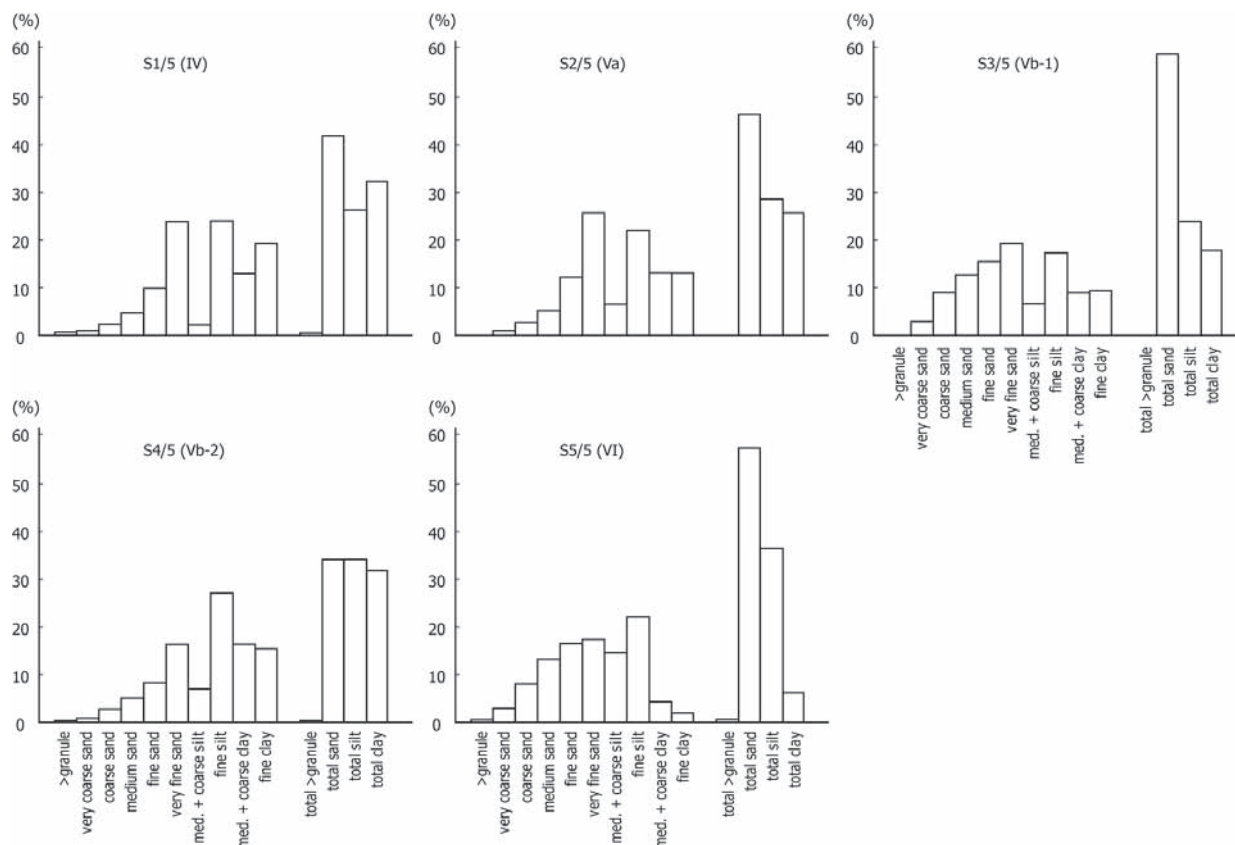 (%)
60
50
40
30
20
10
0
S1/5 (IV)
(%)
60
50
40
30
20
10
0
S2/5 (Va)
(%)
60
50
40
30
20
10
0
S3/5 (Vb-1)
>granule
very coarse sand
coarse sand
medium sand
fine sand
very fine sand
med. + coarse silt
fine silt
med. + coarse clay
fine clay
total >granule
total sand
total silt
total clay
(%)
60
50
40
30
20
10
0
S4/5 (Vb-2)
>granule
very coarse sand
coarse sand
medium sand
fine sand
very fine sand
med. + coarse silt
fine silt
med. + coarse clay
fine clay
total >granule
total sand
total silt
total clay
(%)
60
50
40
30
20
10
0
S5/5 (VI)
>granule
very coarse sand
coarse sand
medium sand
fine sand
very fine sand
med. + coarse silt
fine silt
med. + coarse clay
fine clay
total >granule
total sand
total silt
total clay